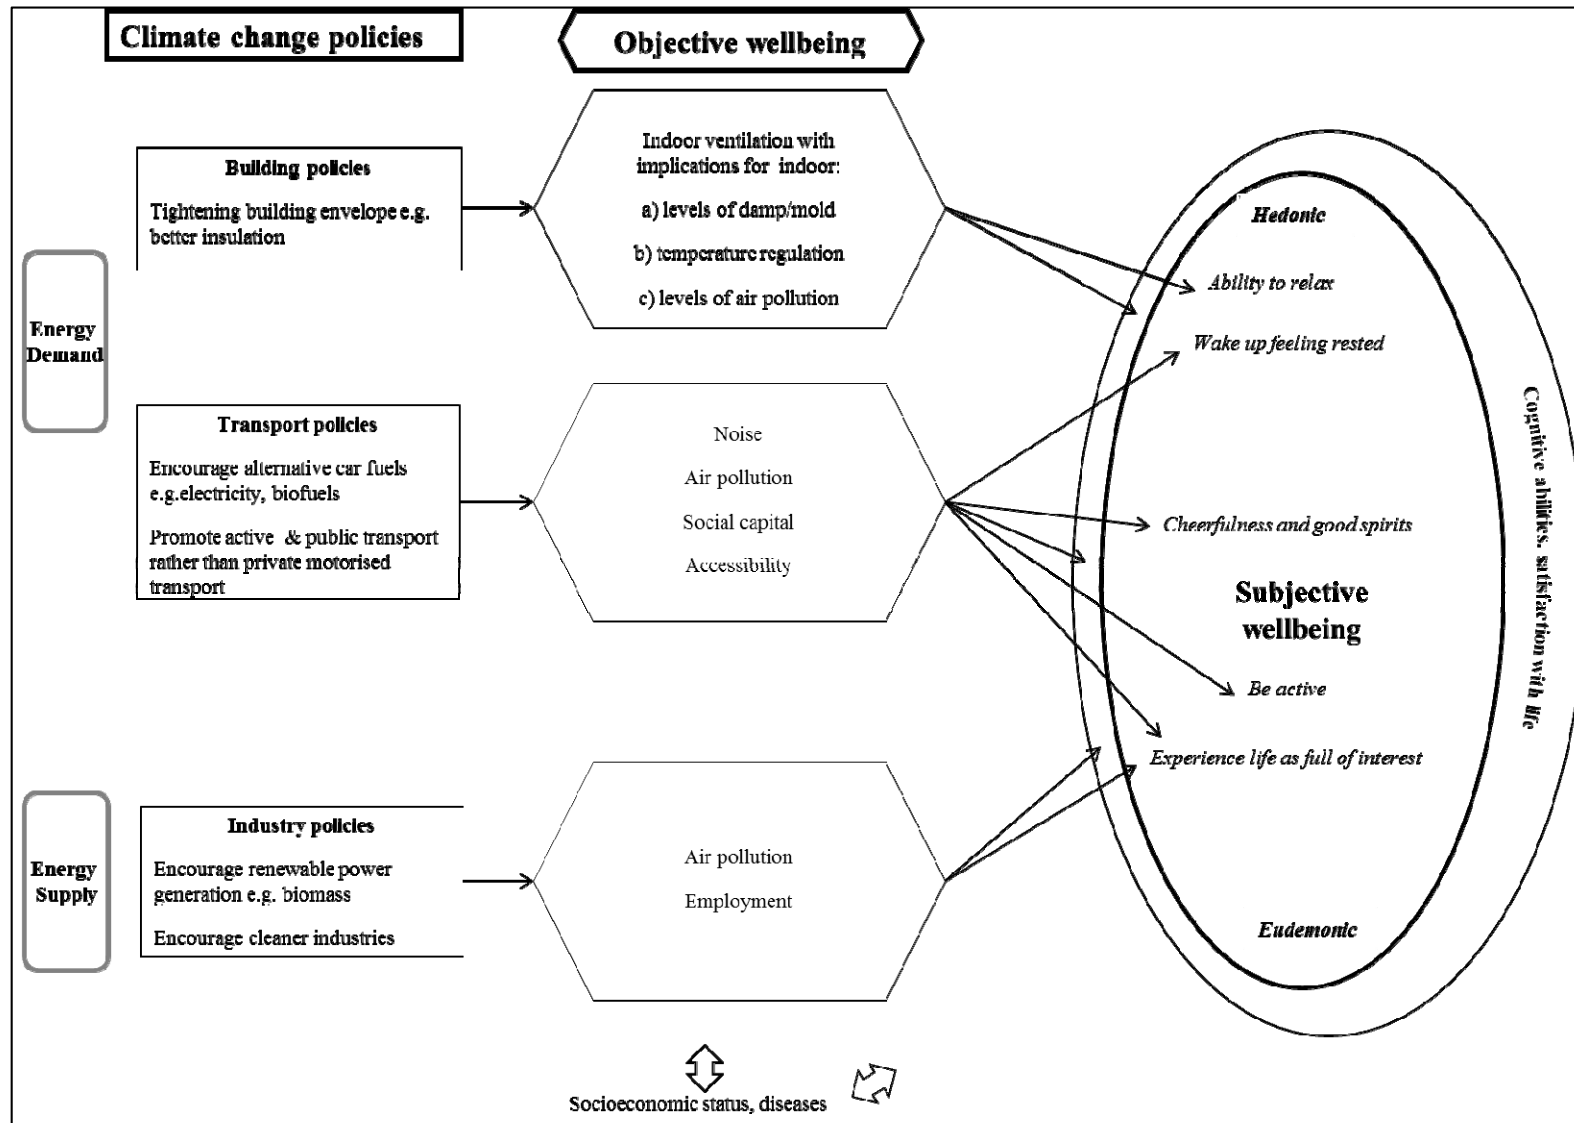 Climate change policies
Objective wellbeing
Energy
Demand
Building policies
Tightening building envelope e.g.
better insulation
Indoor ventilation with
implications for indoor:
a) levels of damp/mold
b) temperature regulation
c) levels of air pollution
Transport policies
Encourage alternative car fuels
e.g.electricity, biofuels
Promote active & public transport
rather than private motorised
transport
Noise
Air pollution
Social capital
Accessibility
Energy
Supply
Industry policies
Encourage renewable power
generation e.g. biomass
Encourage cleaner industries
Air pollution
Employment
Hedonic
Ability to relax
Wake up feeling rested
Cheerfulness and good spirits
Subjective
wellbeing
Be active
Experience life as full of interest
Eudemonic
Cognitive abilities, satisfaction with life
Socioeconomic status, diseases